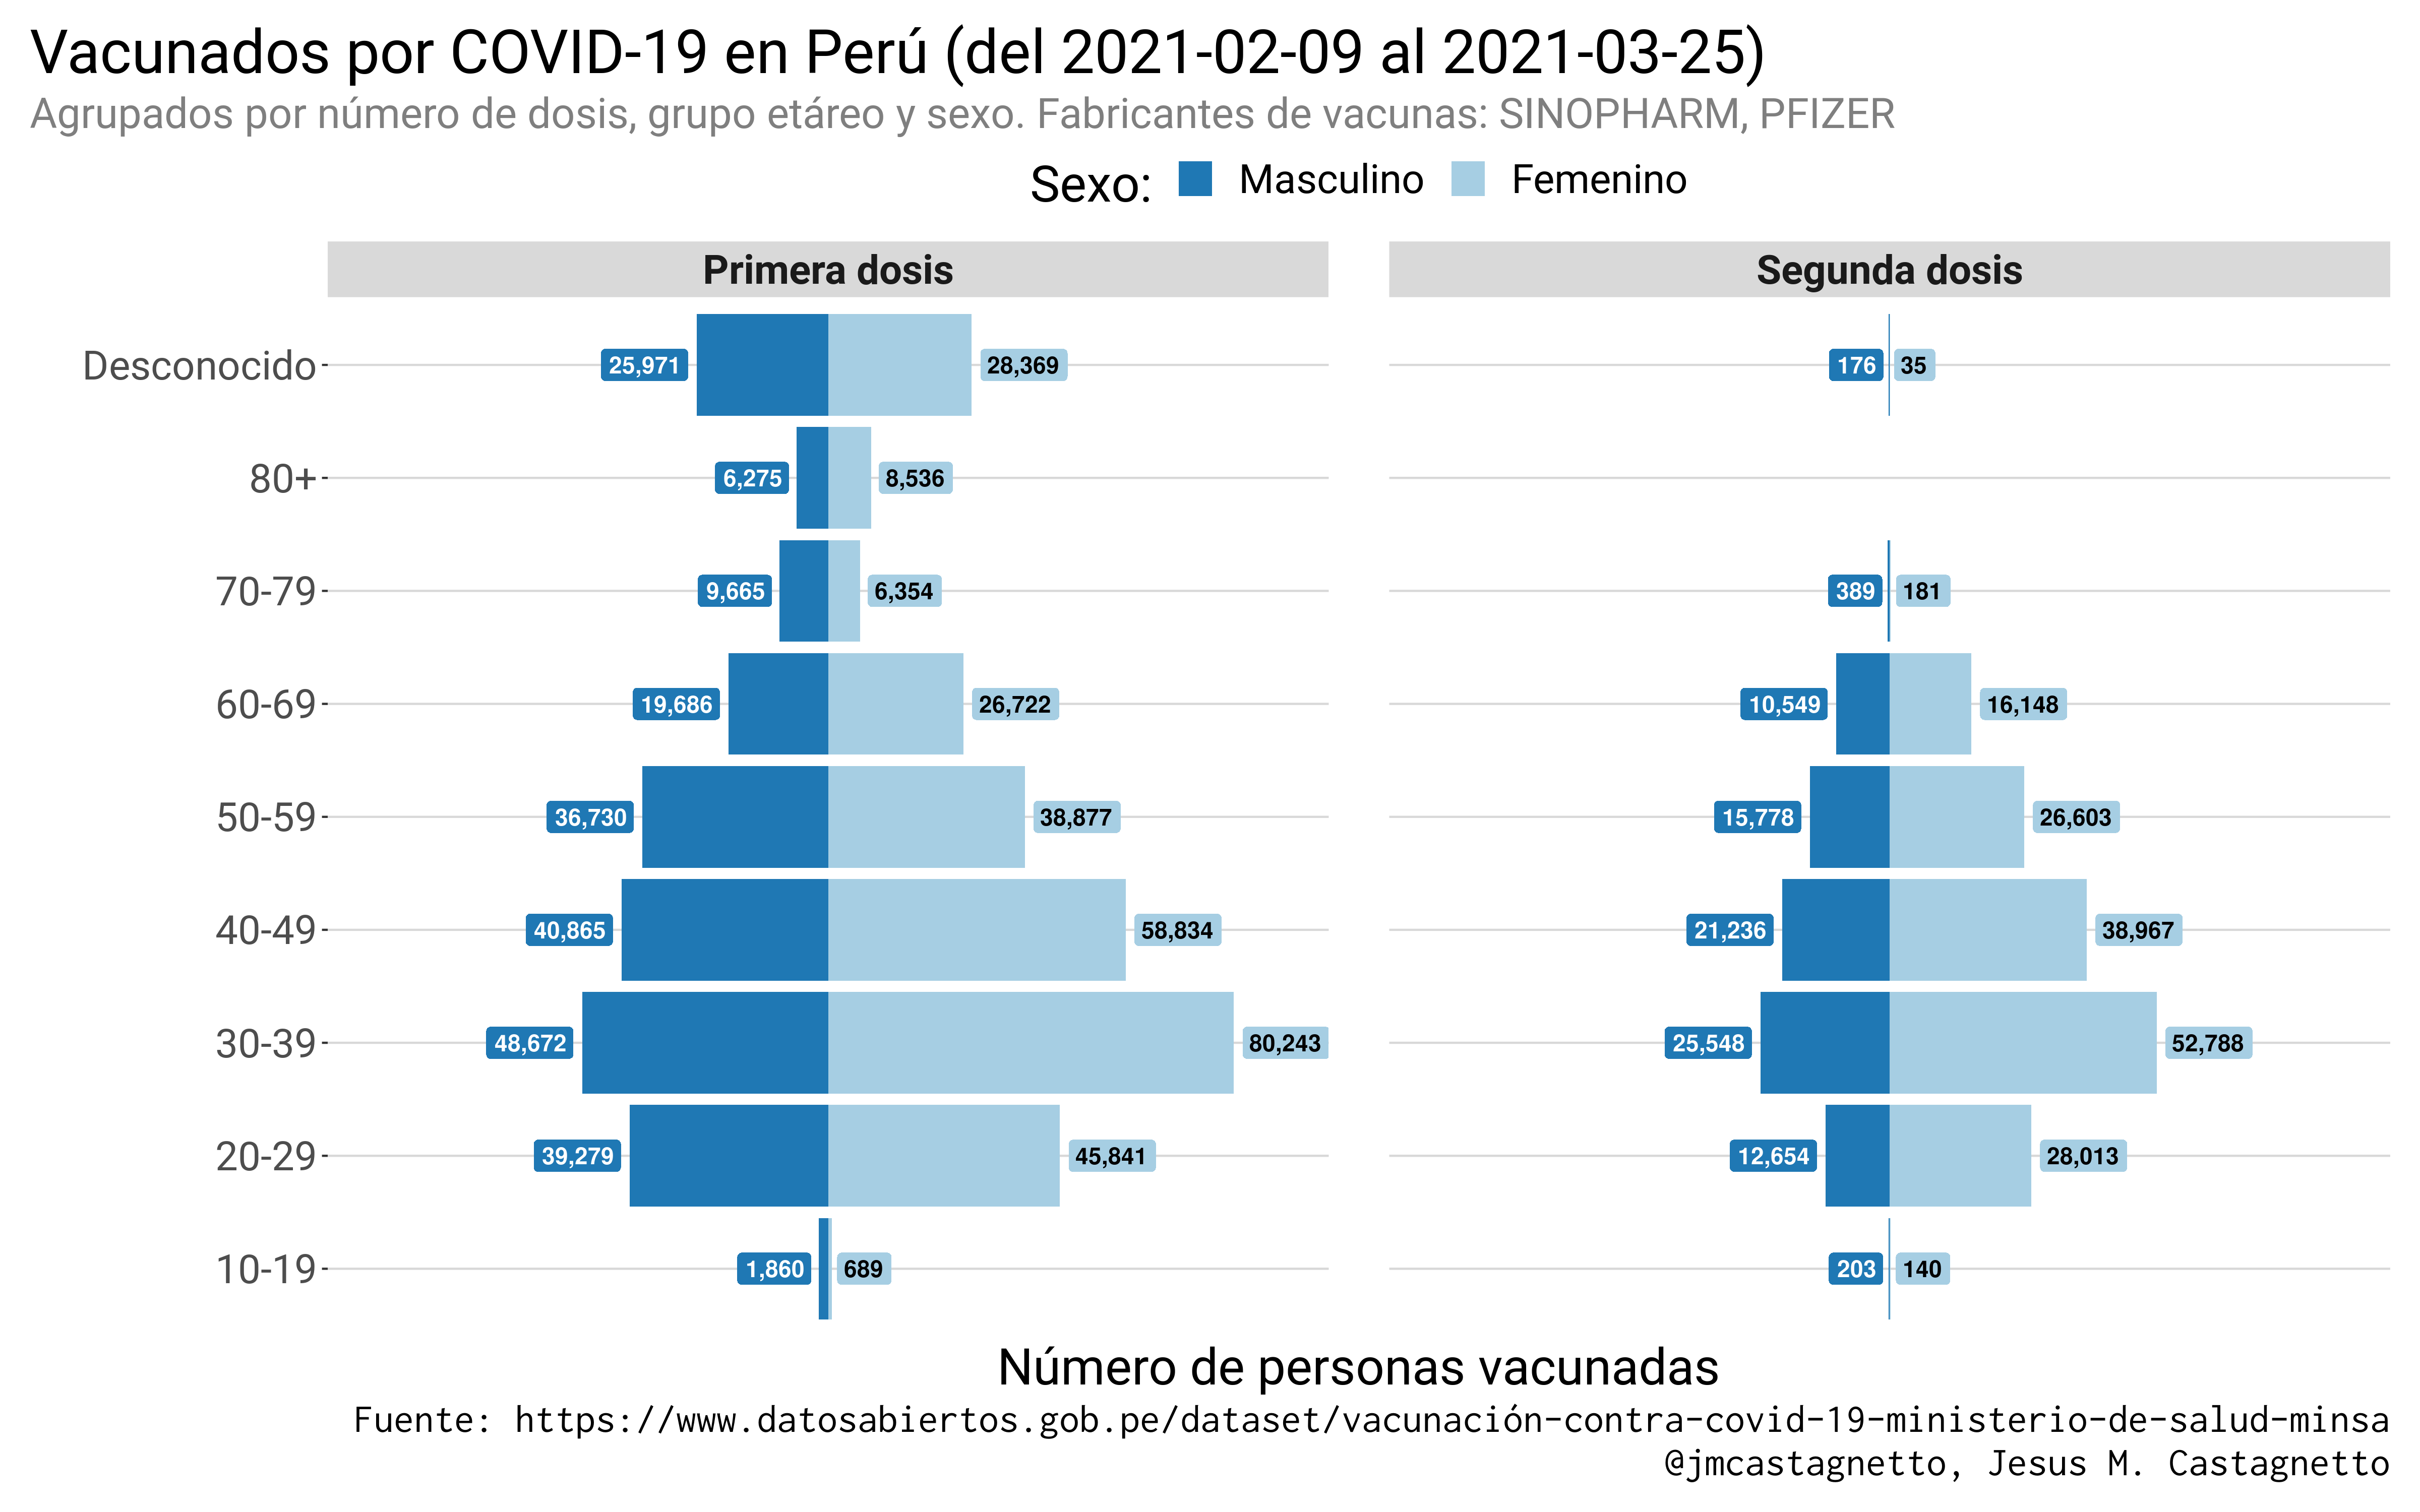 Vacunados por COVID-19 en Perú (del 2021-02-09 al 2021-03-25)
Agrupados por número de dosis, grupo etáreo y sexo. Fabricantes de vacunas: SINOPHARM, PFIZER
Sexo: Masculino Femenino
Primera dosis Segunda dosis
Desconocido 25,971 28,369 176 35
80+ 6,275 8,536
70-79 9,665 6,354 389 181
60-69 19,686 26,722 10,549 16,148
50-59 36,730 38,877 15,778 26,603
40-49 40,865 58,834 21,236 38,967
30-39 48,672 80,243 25,548 52,788
20-29 39,279 45,841 12,654 28,013
10-19 1,860 689 203 140
Número de personas vacunadas
Fuente: https://www.datosabiertos.gob.pe/dataset/vacunación-contra-covid-19-ministerio-de-salud-minsa
@jmcastagnetto, Jesus M. Castagnetto